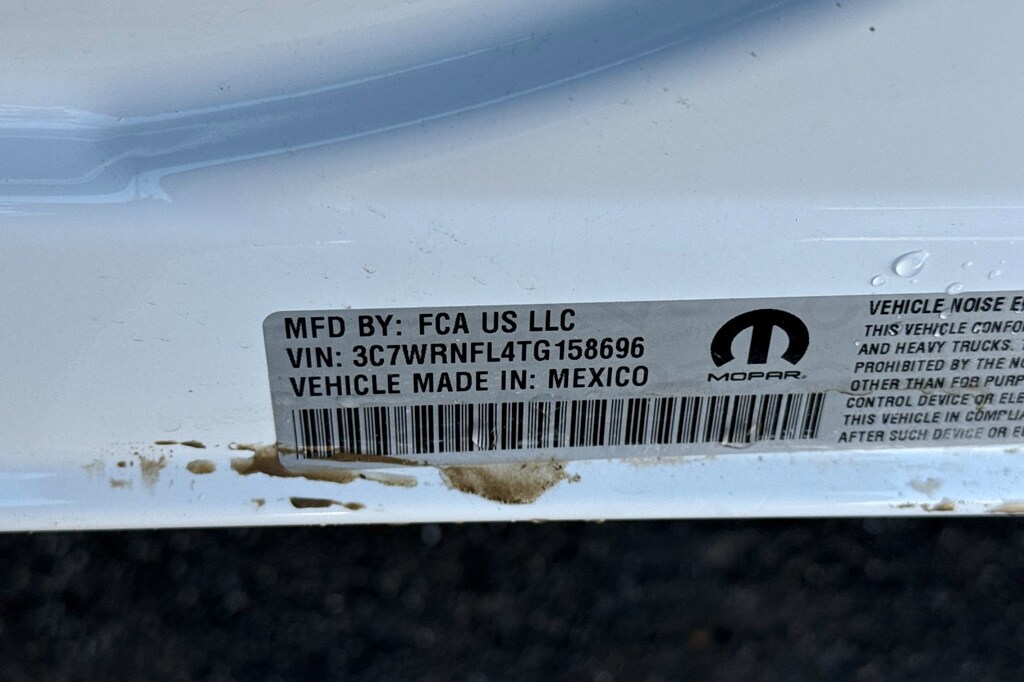 MFD BY: FCA US LLC
VIN: 3C7WRNFL4TG158696
VEHICLE MADE IN: MEXICO
MOPAR
VEHICLE NOISE
THIS VEHICLE
AND HEAVY TRUCKS.
PROHIBITED BY THE
OTHER THAN FOR
CONTROL DEVICE OR
THIS VEHICLE IN
AFTER SUCH DEVICE OR